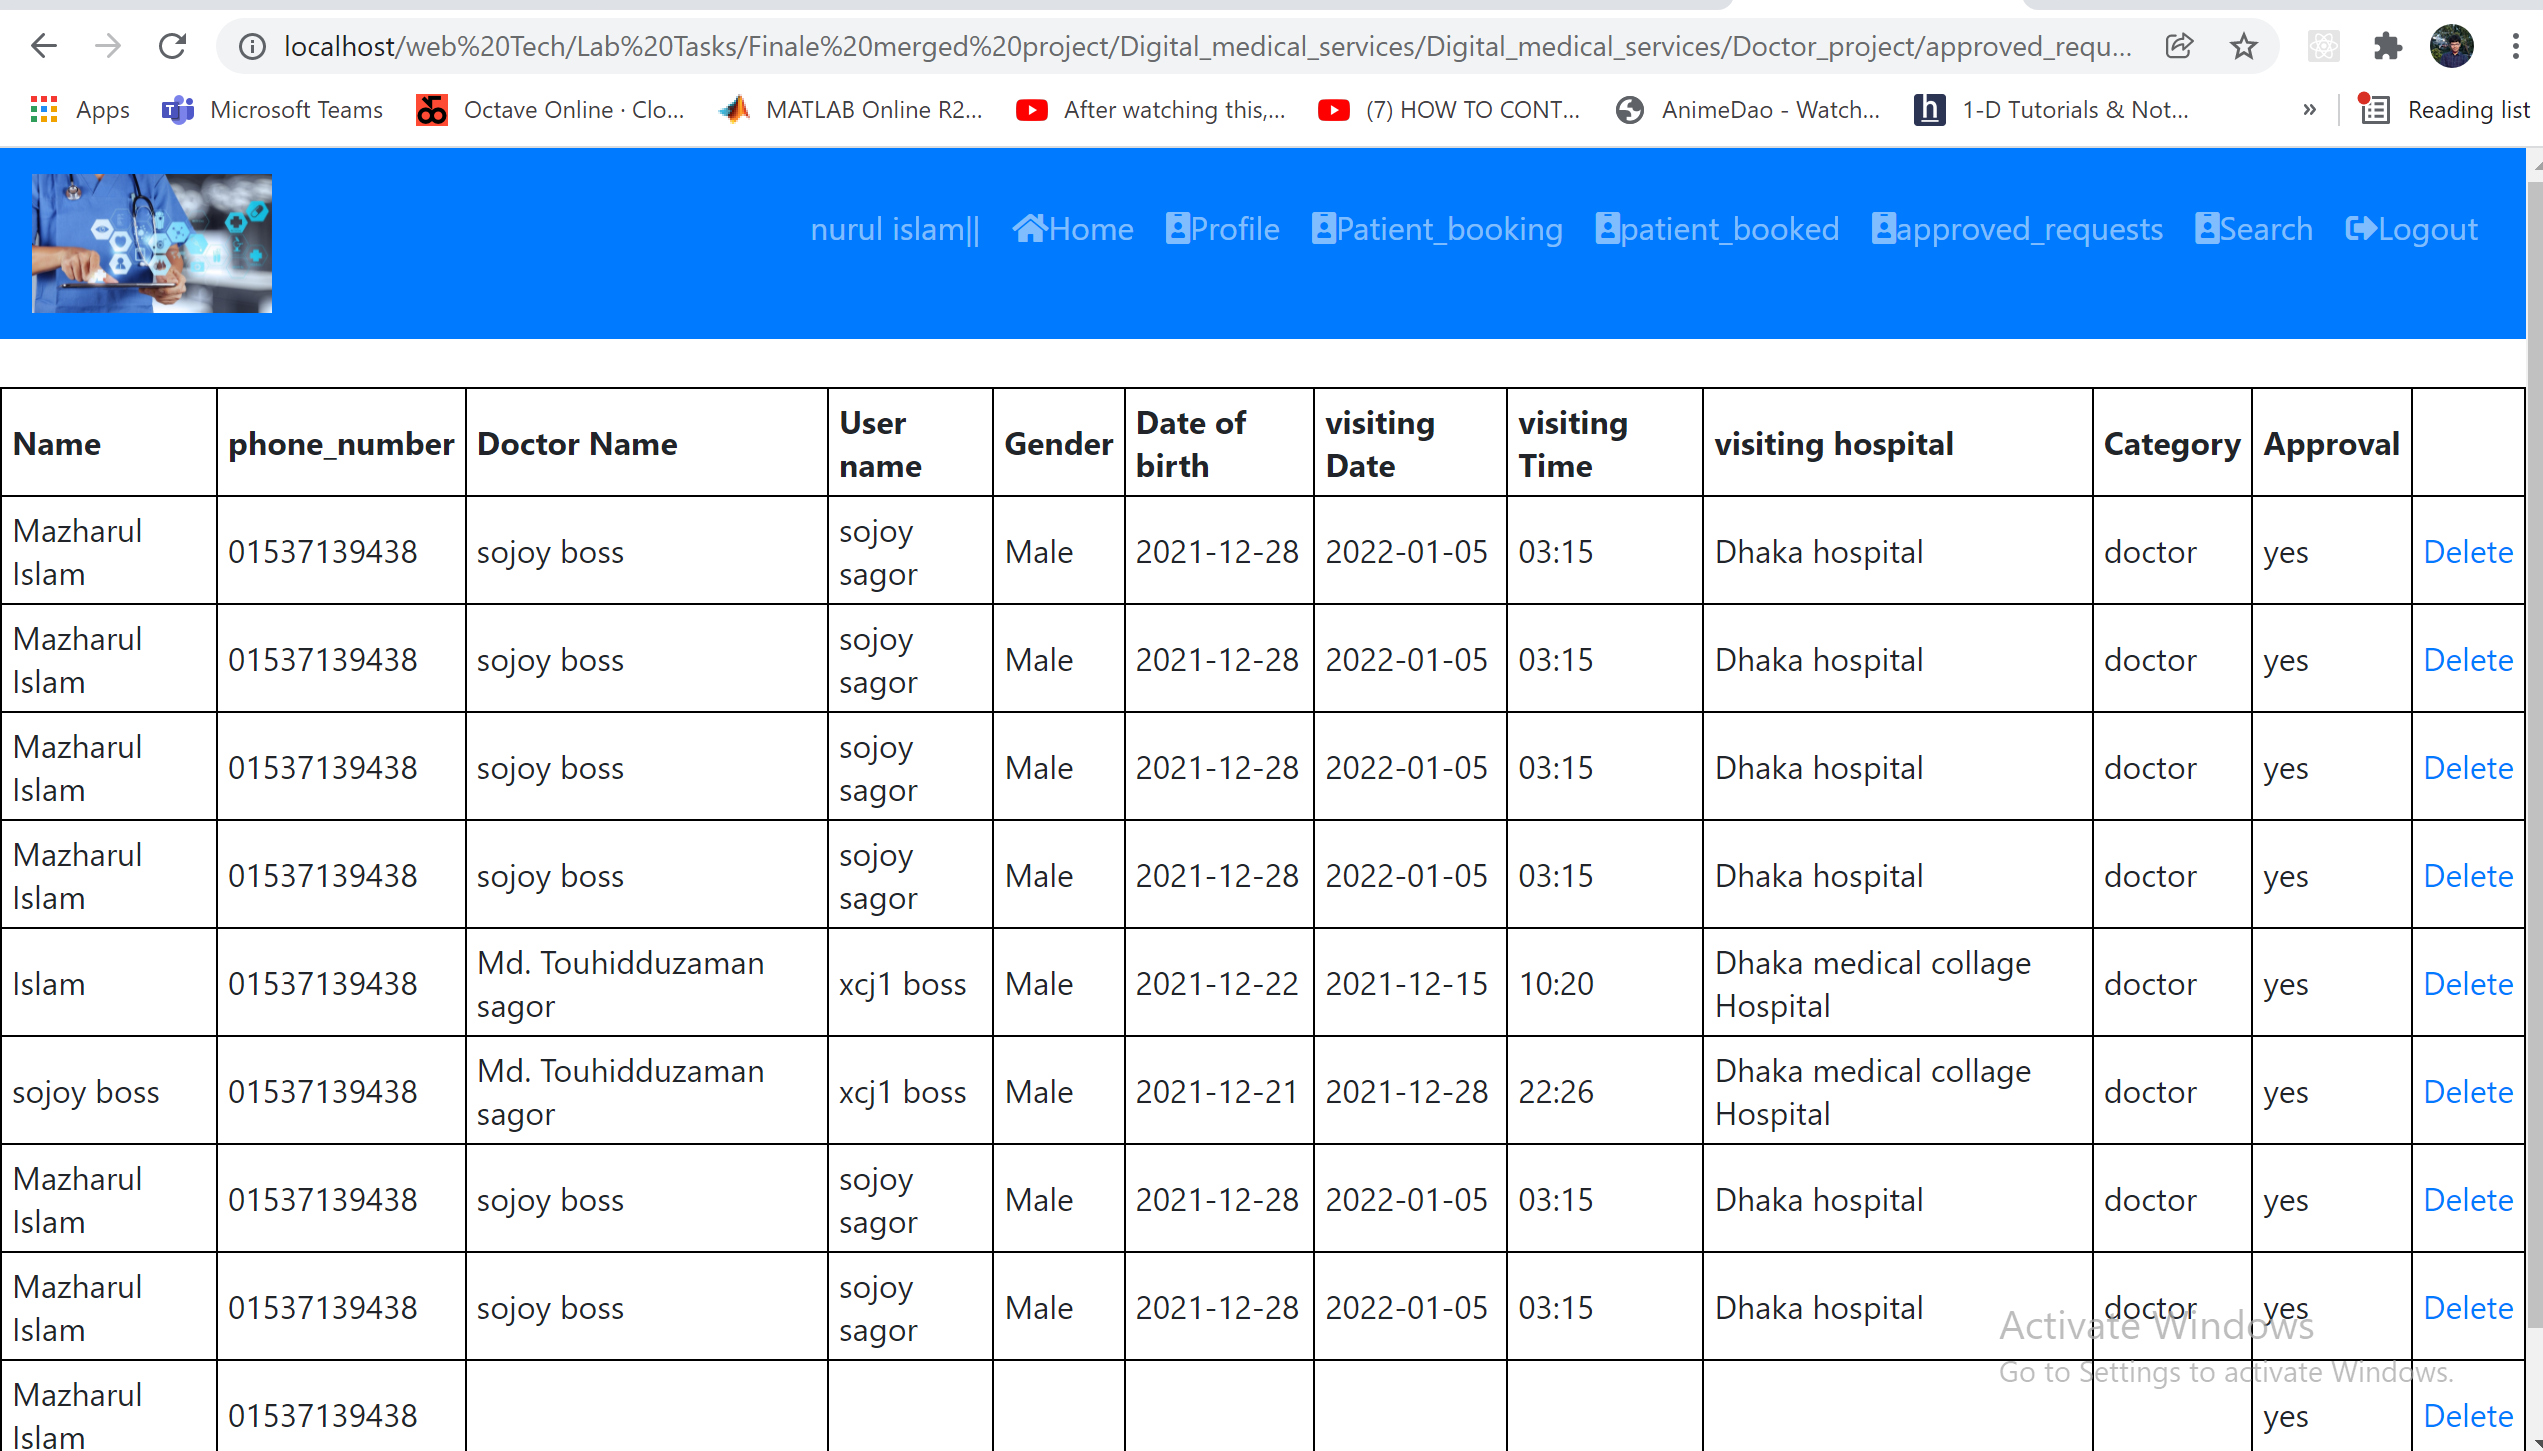 localhost/web%20Tech/Lab%20Tasks/Finale%20merged%20project/Digital_medical_services/Digital_medical_services/Doctor_project/approved_requ...
Apps Microsoft Teams Octave Online · Clo... MATLAB Online R2... After watching this,... (7) HOW TO CONT... AnimeDao - Watch... h 1-D Tutorials & Not... » Reading list
nurul islam|| Home Profile Patient_booking patient_booked approved_requests Search Logout
Name phone_number Doctor Name User name Gender Date of birth visiting Date visiting Time visiting hospital Category Approval
Mazharul Islam 01537139438 sojoy boss sojoy sagor Male 2021-12-28 2022-01-05 03:15 Dhaka hospital doctor yes Delete
Mazharul Islam 01537139438 sojoy boss sojoy sagor Male 2021-12-28 2022-01-05 03:15 Dhaka hospital doctor yes Delete
Mazharul Islam 01537139438 sojoy boss sojoy sagor Male 2021-12-28 2022-01-05 03:15 Dhaka hospital doctor yes Delete
Mazharul Islam 01537139438 sojoy boss sojoy sagor Male 2021-12-28 2022-01-05 03:15 Dhaka hospital doctor yes Delete
Islam 01537139438 Md. Touhidduzaman sagor xcj1 boss Male 2021-12-22 2021-12-15 10:20 Dhaka medical collage Hospital doctor yes Delete
sojoy boss 01537139438 Md. Touhidduzaman sagor xcj1 boss Male 2021-12-21 2021-12-28 22:26 Dhaka medical collage Hospital doctor yes Delete
Mazharul Islam 01537139438 sojoy boss sojoy sagor Male 2021-12-28 2022-01-05 03:15 Dhaka hospital doctor yes Delete
Mazharul Islam 01537139438 sojoy boss sojoy sagor Male 2021-12-28 2022-01-05 03:15 Dhaka hospital doctor yes Delete
Mazharul Islam 01537139438 yes Delete
Activate Windows
Go to Settings to activate Windows.